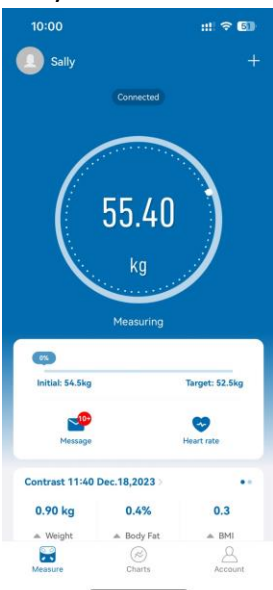 10:00
51
Sally
+
Connected
55.40
kg
Measuring
0%
Initial: 54.5kg Target: 52.5kg
10+
Message Heart rate
Contrast 11:40 Dec.18,2023 >
0.90 kg 0.4% 0.3
Weight Body Fat BMI
Measure Charts Account